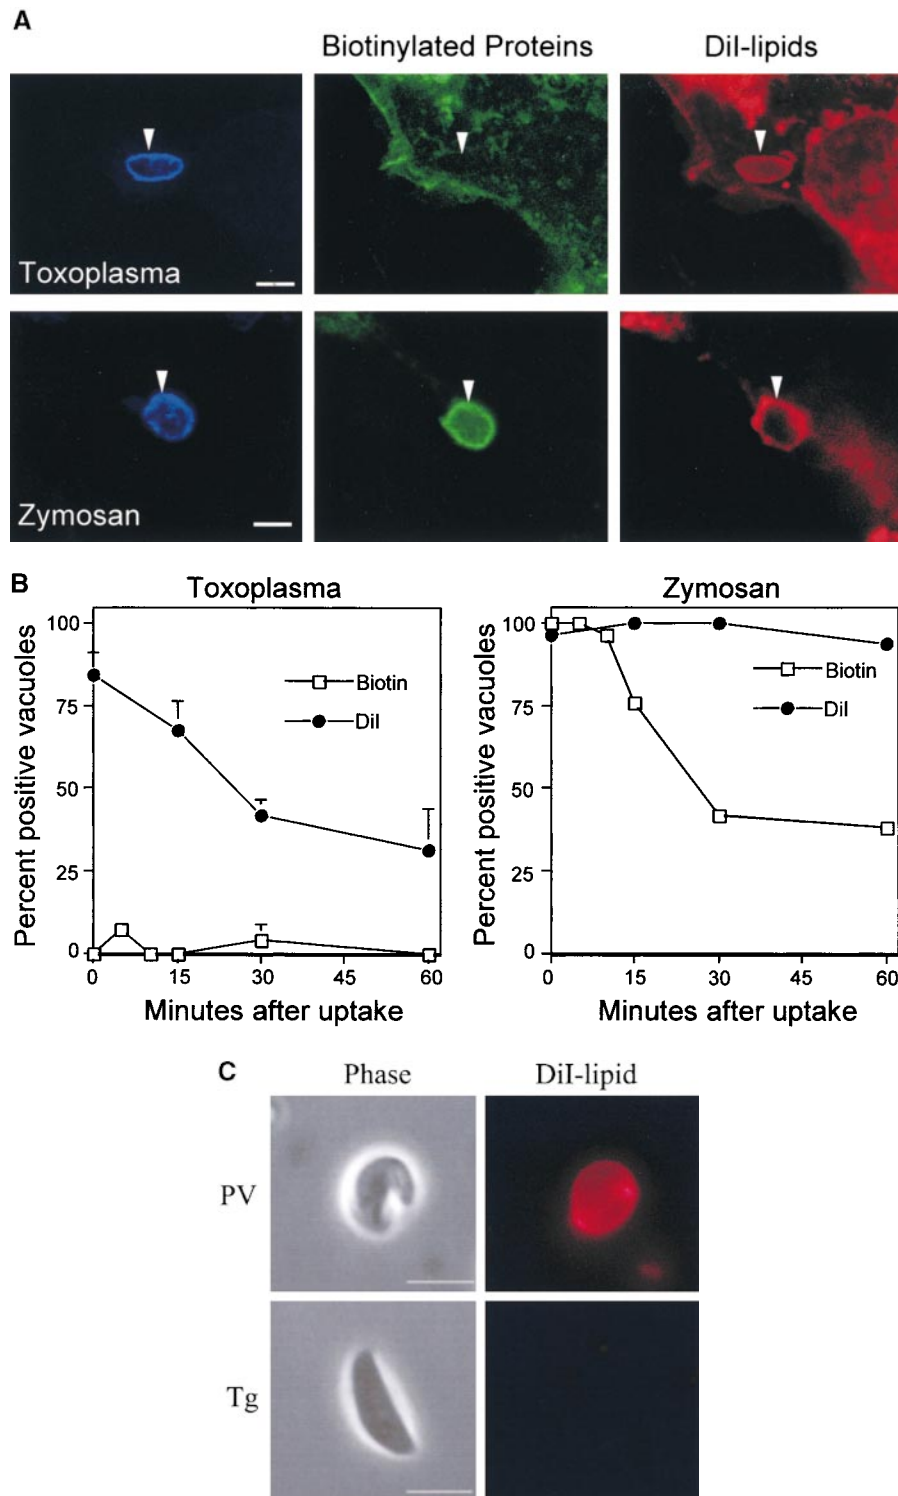 A
Biotinylated Proteins
DiI-lipids
Toxoplasma
Zymosan
B
Toxoplasma
Percent positive vacuoles
100
75
50
25
0
Biotin
DiI
0
15
30
45
60
Minutes after uptake
Zymosan
Percent positive vacuoles
100
75
50
25
0
Biotin
DiI
0
15
30
45
60
Minutes after uptake
C
Phase
DiI-lipid
PV
Tg